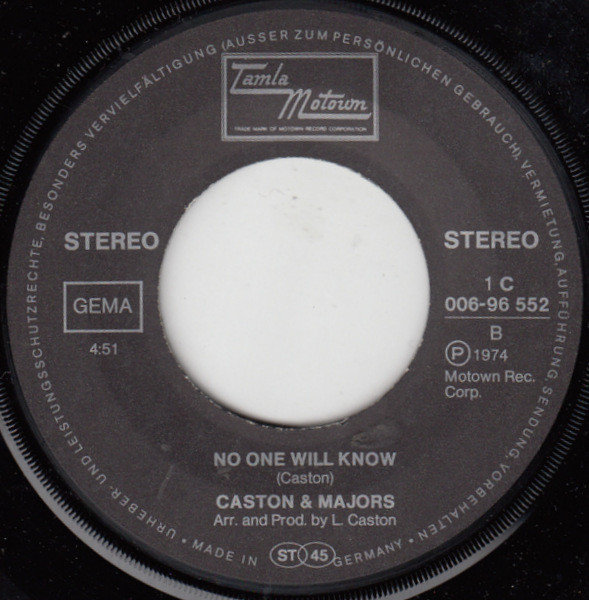 URHEBER- UND LEISTUNGSSCHUTZRECHTE, BESONDERS VERVIELFÄLTIGUNG (AUSSER ZUM PERSÖNLICHEN GEBRAUCH), VERMIETUNG, AUFFÜHRUNG, SENDUNG, VORBEHALTEN
Tamla
Motown
TRADE MARK OF MOTOWN RECORD CORPORATION
STEREO
STEREO
GEMA
4:51
1 C
006-96 552
B
Ⓟ 1974
Motown Rec.
Corp.
NO ONE WILL KNOW
(Caston)
CASTON & MAJORS
Arr. and Prod. by L. Caston
• MADE IN ST 45 GERMANY •